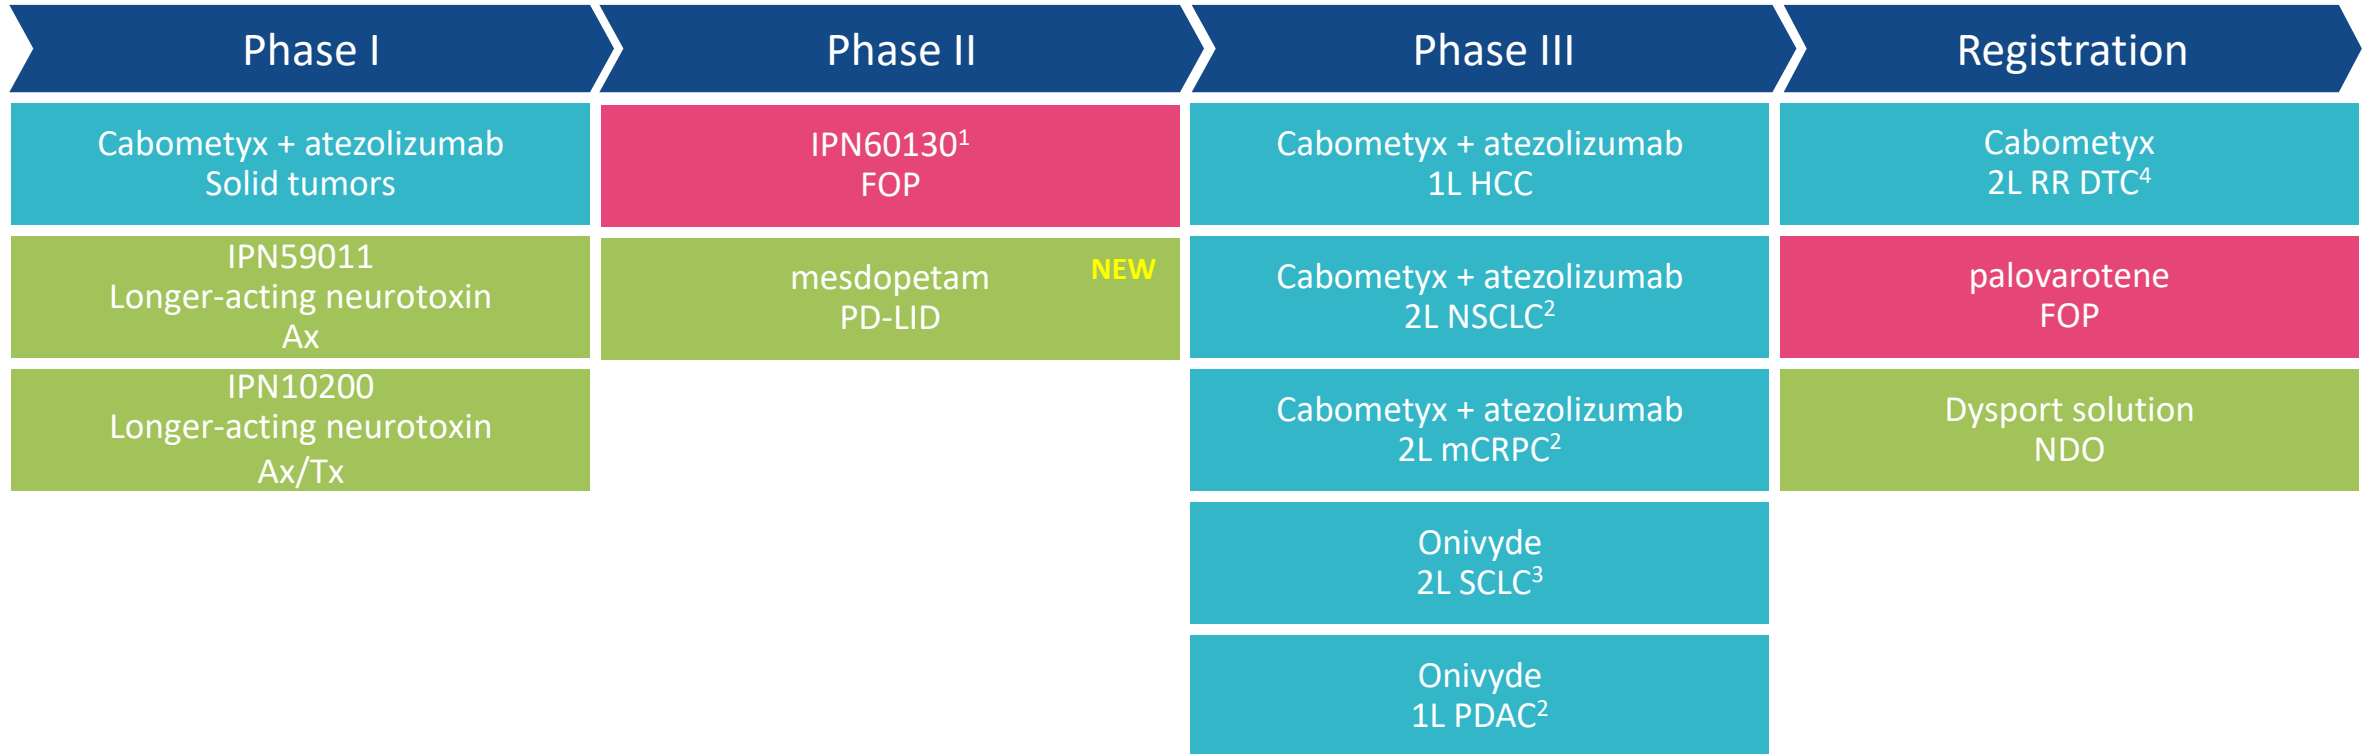 Phase I
Phase II
Phase III
Registration
Cabometyx + atezolizumab
Solid tumors
IPN59011
Longer-acting neurotoxin
Ax
IPN10200
Longer-acting neurotoxin
Ax/Tx
IPN60130¹
FOP
mesdopetam
PD-LID
NEW
Cabometyx + atezolizumab
1L HCC
Cabometyx + atezolizumab
2L NSCLC²
Cabometyx + atezolizumab
2L mCRPC²
Onivyde
2L SCLC³
Onivyde
1L PDAC²
Cabometyx
2L RR DTC⁴
palovarotene
FOP
Dysport solution
NDO